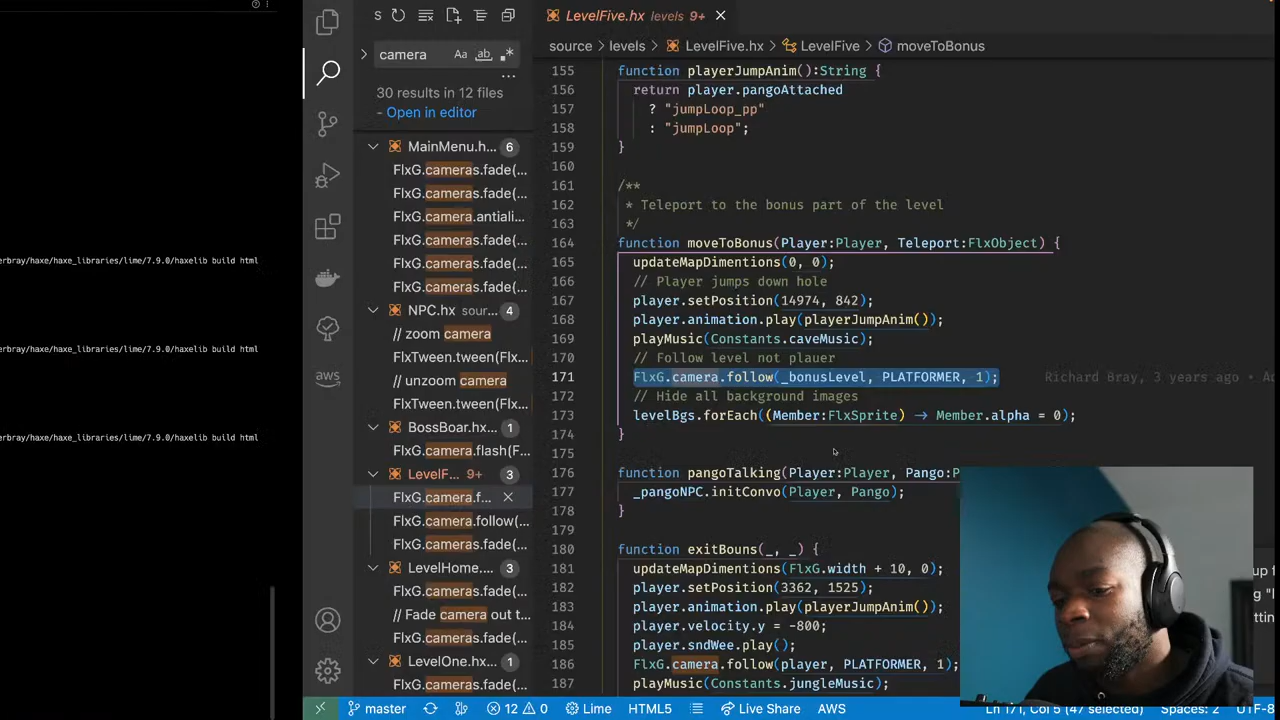 erbray/haxe/haxe_libraries/lime/7.9.0/haxelib build html
erbray/haxe/haxe_libraries/lime/7.9.0/haxelib build html
erbray/haxe/haxe_libraries/lime/7.9.0/haxelib build html
S
camera
Aa ab .*
30 results in 12 files
- Open in editor
MainMenu.h... 6
FlxG.cameras.fade(...
FlxG.cameras.fade(...
FlxG.camera.antiali...
FlxG.cameras.fade(...
FlxG.cameras.fade(...
FlxG.cameras.fade(...
NPC.hx sour... 4
// zoom camera
FlxTween.tween(Flx...
// unzoom camera
FlxTween.tween(Flx...
BossBoar.hx... 1
FlxG.camera.flash(F...
LevelF... 9+ 3
FlxG.camera.f...
FlxG.camera.follow(...
FlxG.cameras.fade(...
LevelHome.... 3
FlxG.cameras.fade(...
// Fade camera out t...
FlxG.cameras.fade(...
LevelOne.hx... 1
FlxG.cameras.fade(...
aws
LevelFive.hx levels 9+
source > levels > LevelFive.hx > LevelFive > moveToBonus
155 function playerJumpAnim():String {
156 return player.pangoAttached
157 ? "jumpLoop_pp"
158 : "jumpLoop";
159 }
160
161 /**
162 * Teleport to the bonus part of the level
163 */
164 function moveToBonus(Player:Player, Teleport:FlxObject) {
165 updateMapDimentions(0, 0);
166 // Player jumps down hole
167 player.setPosition(14974, 842);
168 player.animation.play(playerJumpAnim());
169 playMusic(Constants.caveMusic);
170 // Follow level not plauer
171 FlxG.camera.follow(_bonusLevel, PLATFORMER, 1); Richard Bray, 3 years ago • Ad
172 // Hide all background images
173 levelBgs.forEach((Member:FlxSprite) → Member.alpha = 0);
174 }
175
176 function pangoTalking(Player:Player, Pango:P
177 _pangoNPC.initConvo(Player, Pango);
178 }
179
180 function exitBouns(_, _) {
181 updateMapDimentions(FlxG.width + 10, 0);
182 player.setPosition(3362, 1525);
183 player.animation.play(playerJumpAnim());
184 player.velocity.y = -800;
185 player.sndWee.play();
186 FlxG.camera.follow(player, PLATFORMER, 1);
187 playMusic(Constants.jungleMusic);
master 12 0 Lime HTML5 Live Share AWS Ln 171, Col 5 (47 selected) Spaces: 2 UTF-8